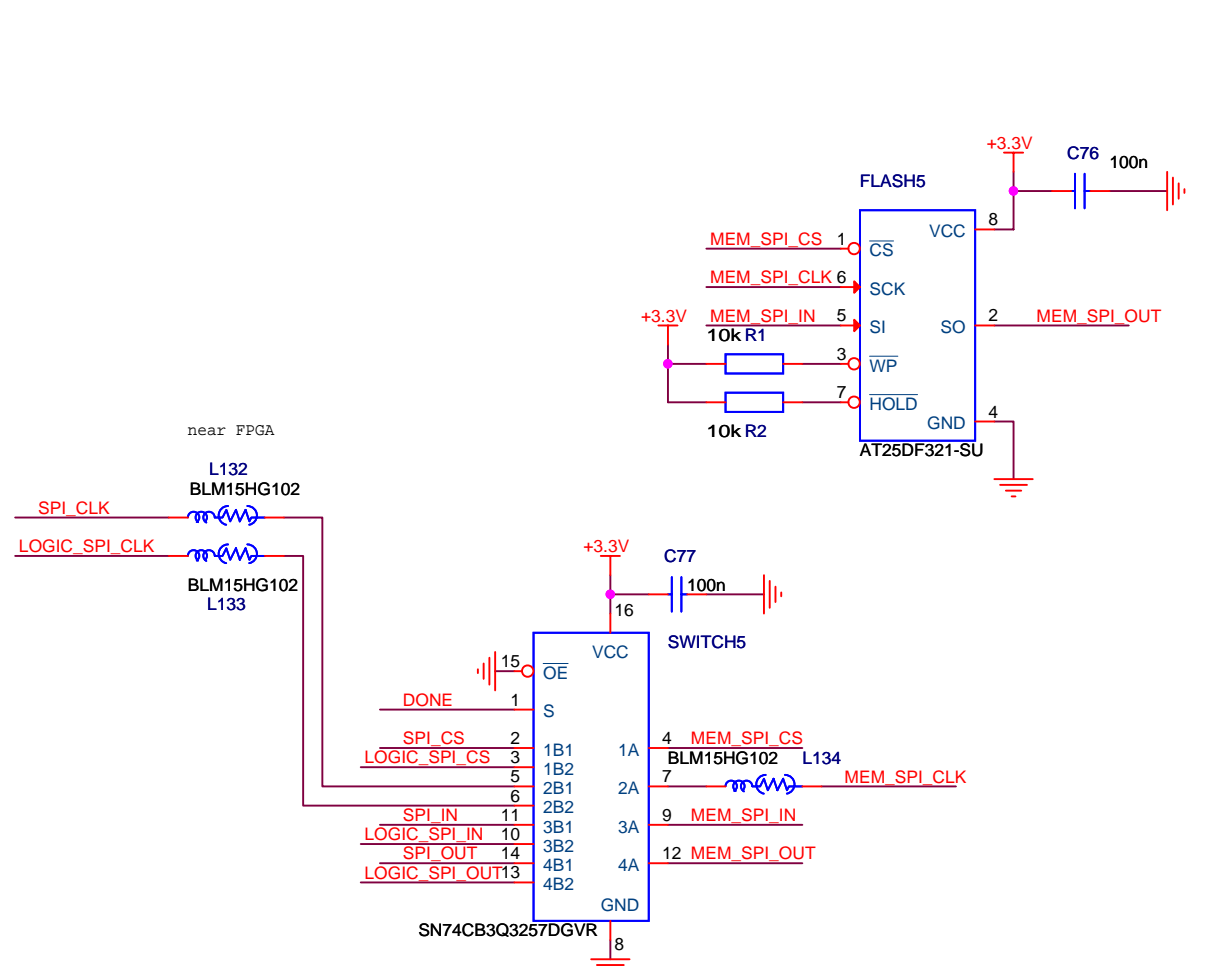 +3.3V
C76
100n
FLASH5
MEM_SPI_CS 1 CS VCC 8
MEM_SPI_CLK 6 SCK
+3.3V
MEM_SPI_IN 5 SI SO 2 MEM_SPI_OUT
10k R1
3 WP
7 HOLD
10k R2
GND 4
AT25DF321-SU
near FPGA
L132
BLM15HG102
SPI_CLK
LOGIC_SPI_CLK
BLM15HG102
L133
+3.3V
C77
100n
16
SWITCH5
VCC
15 OE
DONE 1 S
SPI_CS 2 1B1 1A 4 MEM_SPI_CS
LOGIC_SPI_CS 3 1B2
BLM15HG102 L134
5 2B1 2A 7 MEM_SPI_CLK
6 2B2
SPI_IN 11 3B1 3A 9 MEM_SPI_IN
LOGIC_SPI_IN 10 3B2
SPI_OUT 14 4B1 4A 12 MEM_SPI_OUT
LOGIC_SPI_OUT 13 4B2
GND
SN74CB3Q3257DGVR
8